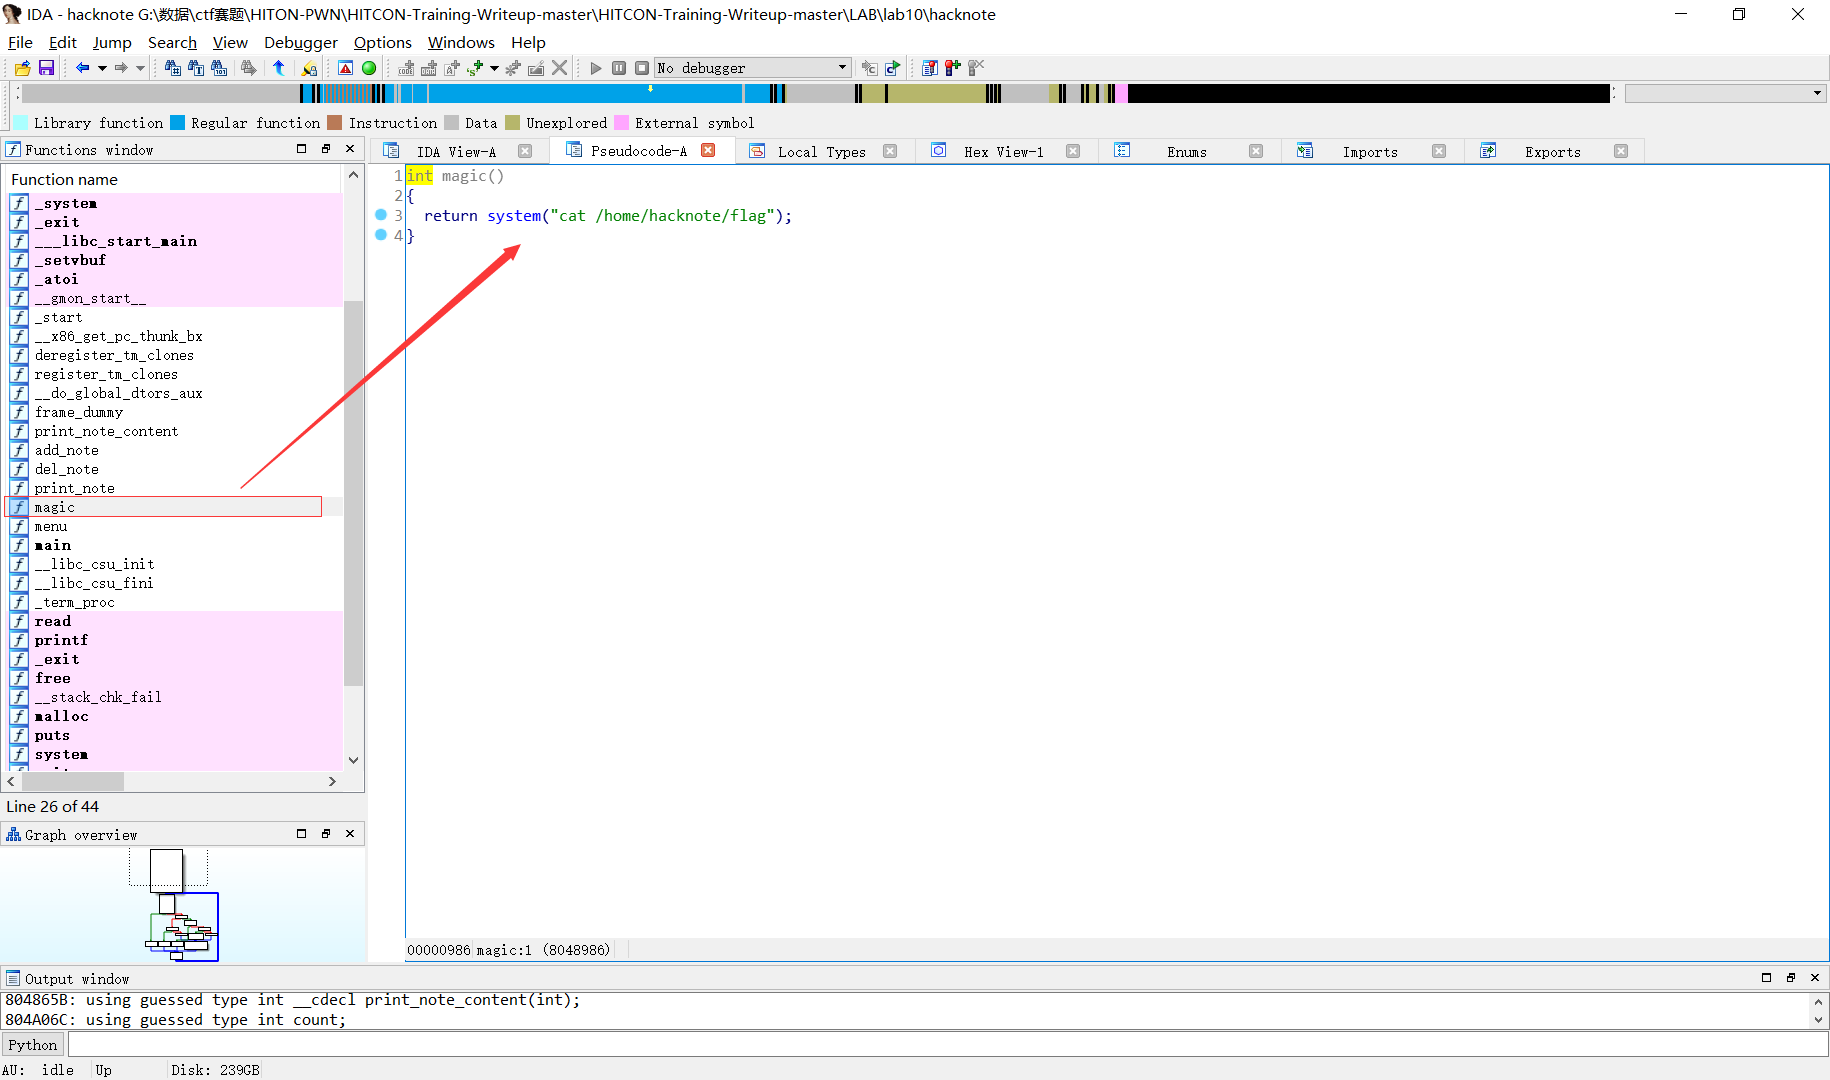 IDA - hacknote G:\数据\ctf赛题\HITON-PWN\HITCON-Training-Writeup-master\HITCON-Training-Writeup-master\LAB\lab10\hacknote
File Edit Jump Search View Debugger Options Windows Help
No debugger
Library function Regular function Instruction Data Unexplored External symbol
Functions window
IDA View-A Pseudocode-A Local Types Hex View-1 Enums Imports Exports
Function name
_system
_exit
___libc_start_main
_setvbuf
_atoi
__gmon_start__
_start
__x86_get_pc_thunk_bx
deregister_tm_clones
register_tm_clones
__do_global_dtors_aux
frame_dummy
print_note_content
add_note
del_note
print_note
magic
menu
main
__libc_csu_init
__libc_csu_fini
_term_proc
read
printf
_exit
free
__stack_chk_fail
malloc
puts
system
Line 26 of 44
Graph overview
1 int magic()
2 {
3 return system("cat /home/hacknote/flag");
4 }
00000986 magic:1 (8048986)
Output window
804865B: using guessed type int __cdecl print_note_content(int);
804A06C: using guessed type int count;
Python
AU: idle Up Disk: 239GB